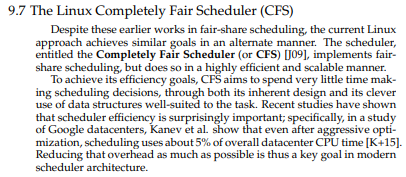 9.7 The Linux Completely Fair Scheduler (CFS)
Despite these earlier works in fair-share scheduling, the current Linux
approach achieves similar goals in an alternate manner. The scheduler,
entitled the Completely Fair Scheduler (or CFS) [J09], implements fair-
share scheduling, but does so in a highly efficient and scalable manner.
To achieve its efficiency goals, CFS aims to spend very little time mak-
ing scheduling decisions, through both its inherent design and its clever
use of data structures well-suited to the task. Recent studies have shown
that scheduler efficiency is surprisingly important; specifically, in a study
of Google datacenters, Kanev et al. show that even after aggressive opti-
mization, scheduling uses about 5% of overall datacenter CPU time [K+15].
Reducing that overhead as much as possible is thus a key goal in modern
scheduler architecture.